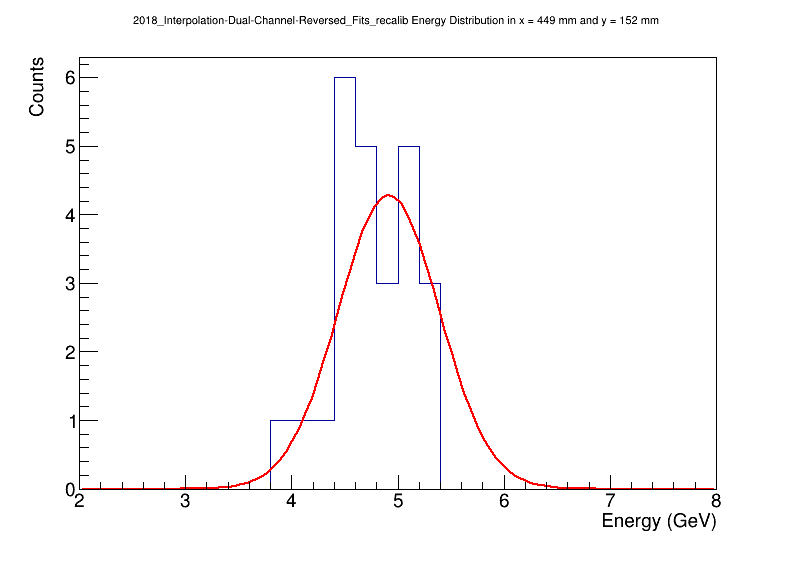 2018_Interpolation-Dual-Channel-Reversed_Fits_recalib Energy Distribution in x = 449 mm and y = 152 mm
Counts
6
5
4
3
2
1
0
2 3 4 5 6 7 8
Energy (GeV)